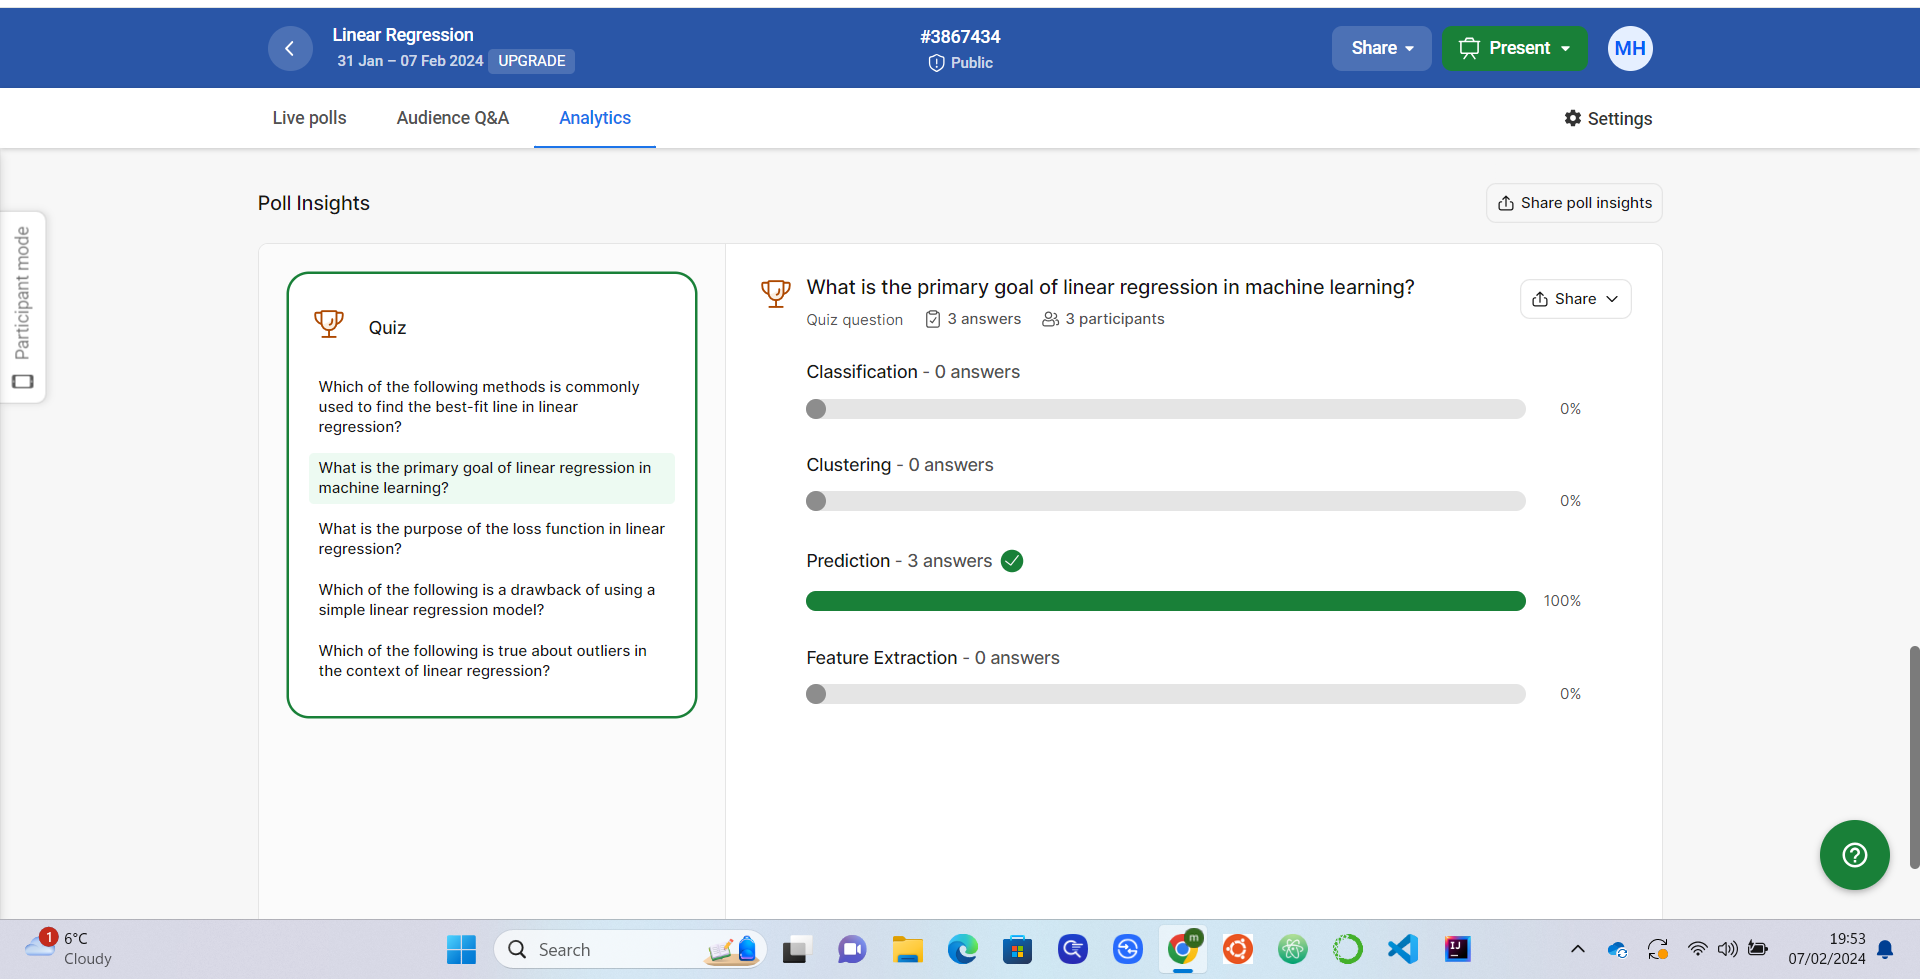 Linear Regression
31 Jan – 07 Feb 2024 UPGRADE
#3867434
Public
Share
Present
MH
Live polls
Audience Q&A
Analytics
Settings
Participant mode
Poll Insights
Share poll insights
Quiz
Which of the following methods is commonly
used to find the best-fit line in linear
regression?
What is the primary goal of linear regression in
machine learning?
What is the purpose of the loss function in linear
regression?
Which of the following is a drawback of using a
simple linear regression model?
Which of the following is true about outliers in
the context of linear regression?
What is the primary goal of linear regression in machine learning?
Quiz question 3 answers 3 participants
Share
Classification - 0 answers
0%
Clustering - 0 answers
0%
Prediction - 3 answers
100%
Feature Extraction - 0 answers
0%
1
6°C
Cloudy
Search
m
IJ
19:53
07/02/2024